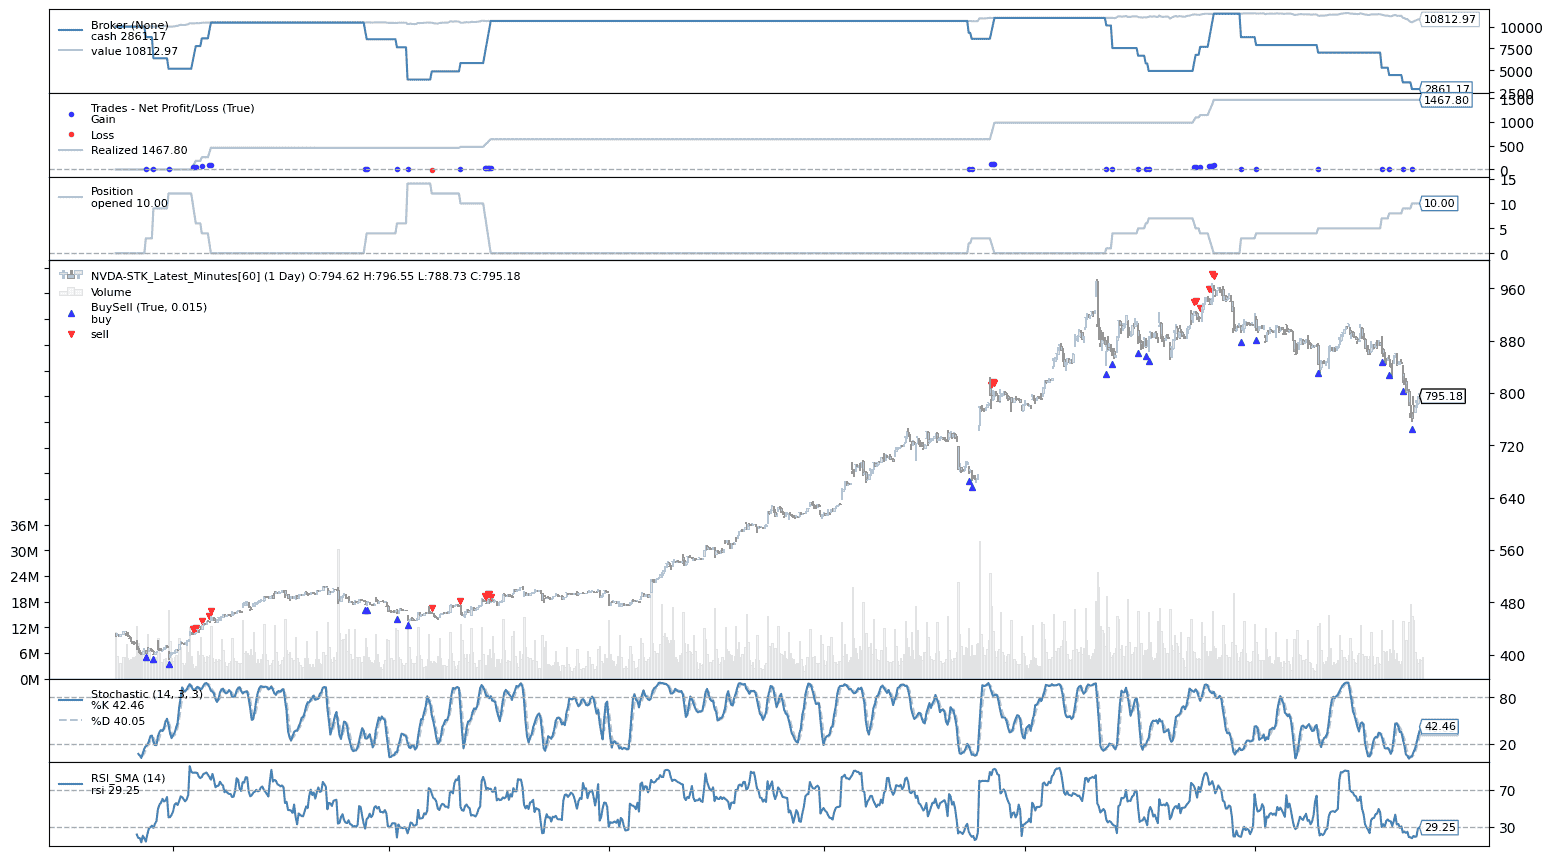 Broker (None)
cash 2861.17
value 10812.97
10812.97
10000
7500
5000
2861.17
2500
Trades - Net Profit/Loss (True)
Gain
Loss
Realized 1467.80
1500
1467.80
1000
500
0
Position
opened 10.00
15
10.00
10
5
0
NVDA-STK_Latest_Minutes[60] (1 Day) O:794.62 H:796.55 L:788.73 C:795.18
Volume
BuySell (True, 0.015)
buy
sell
960
880
800
795.18
720
640
560
480
400
36M
30M
24M
18M
12M
6M
0M
Stochastic (14, 3, 3)
%K 42.46
%D 40.05
80
42.46
20
RSI_SMA (14)
rsi 29.25
70
30
29.25